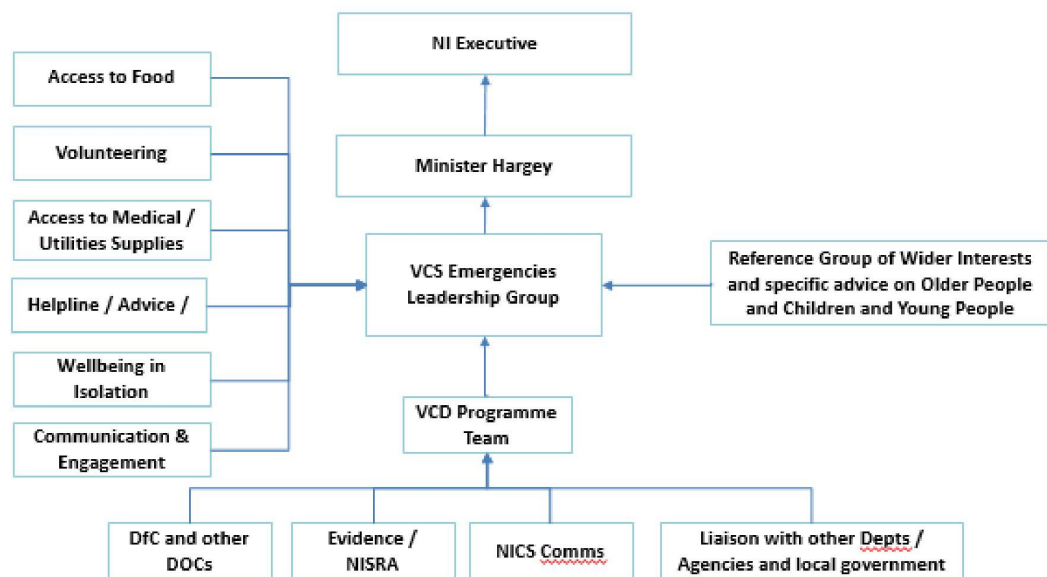 NI Executive
Access to Food
Volunteering
Minister Hargey
Access to Medical /
Utilities Supplies
VCS Emergencies
Leadership Group
Reference Group of Wider Interests
and specific advice on Older People
and Children and Young People
Helpline / Advice /
Wellbeing in
Isolation
VCD Programme
Team
Communication &
Engagement
DfC and other
DOCs
Evidence /
NISRA
NICS Comms
Liaison with other Depts /
Agencies and local government